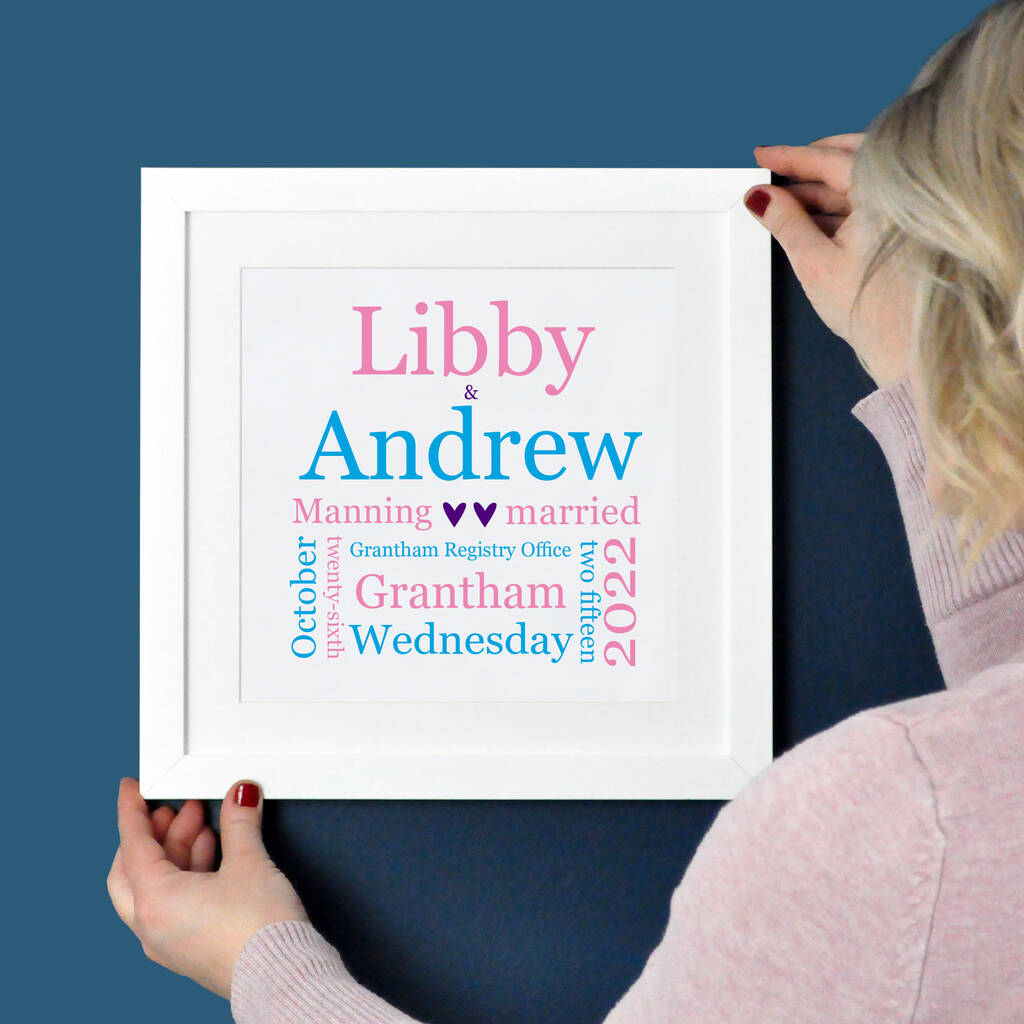 Libby
&
Andrew
Manning married
October
twenty-sixth
Grantham Registry Office
Grantham
Wednesday
two fifteen
2022